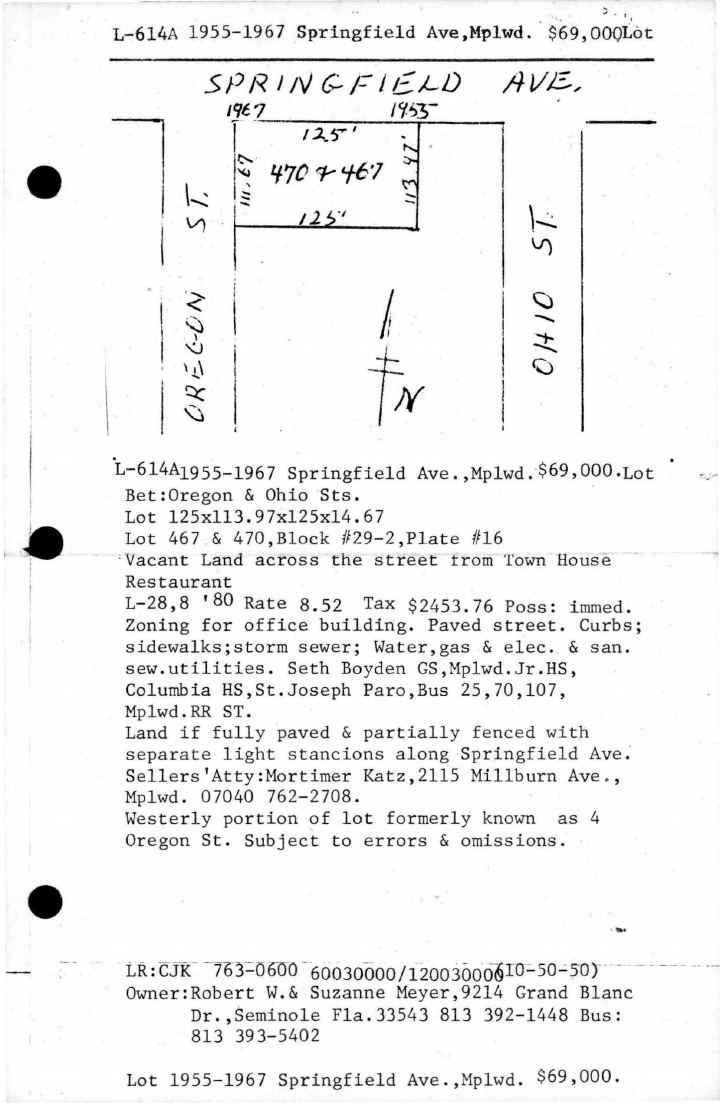 L-614A 1955-1967 Springfield Ave,Mplwd. $69,000Lot
SPRINGFIELD AVE.
1967 1955
125'
111.67 470 & 467 113.97'
125'
OREGON ST.
OHIO ST.
N
L-614A1955-1967 Springfield Ave.,Mplwd.$69,000.Lot
Bet:Oregon & Ohio Sts.
Lot 125x113.97x125x14.67
Lot 467 & 470,Block #29-2,Plate #16
Vacant Land across the street from Town House
Restaurant
L-28,8 '80 Rate 8.52 Tax $2453.76 Poss: immed.
Zoning for office building. Paved street. Curbs;
sidewalks;storm sewer; Water,gas & elec. & san.
sew.utilities. Seth Boyden GS,Mplwd.Jr.HS,
Columbia HS,St.Joseph Paro,Bus 25,70,107,
Mplwd.RR ST.
Land if fully paved & partially fenced with
separate light stancions along Springfield Ave.
Sellers'Atty:Mortimer Katz,2115 Millburn Ave.,
Mplwd. 07040 762-2708.
Westerly portion of lot formerly known as 4
Oregon St. Subject to errors & omissions.
LR:CJK 763-0600 60030000/120030000(10-50-50)
Owner:Robert W.& Suzanne Meyer,9214 Grand Blanc
Dr.,Seminole Fla.33543 813 392-1448 Bus:
813 393-5402
Lot 1955-1967 Springfield Ave.,Mplwd. $69,000.